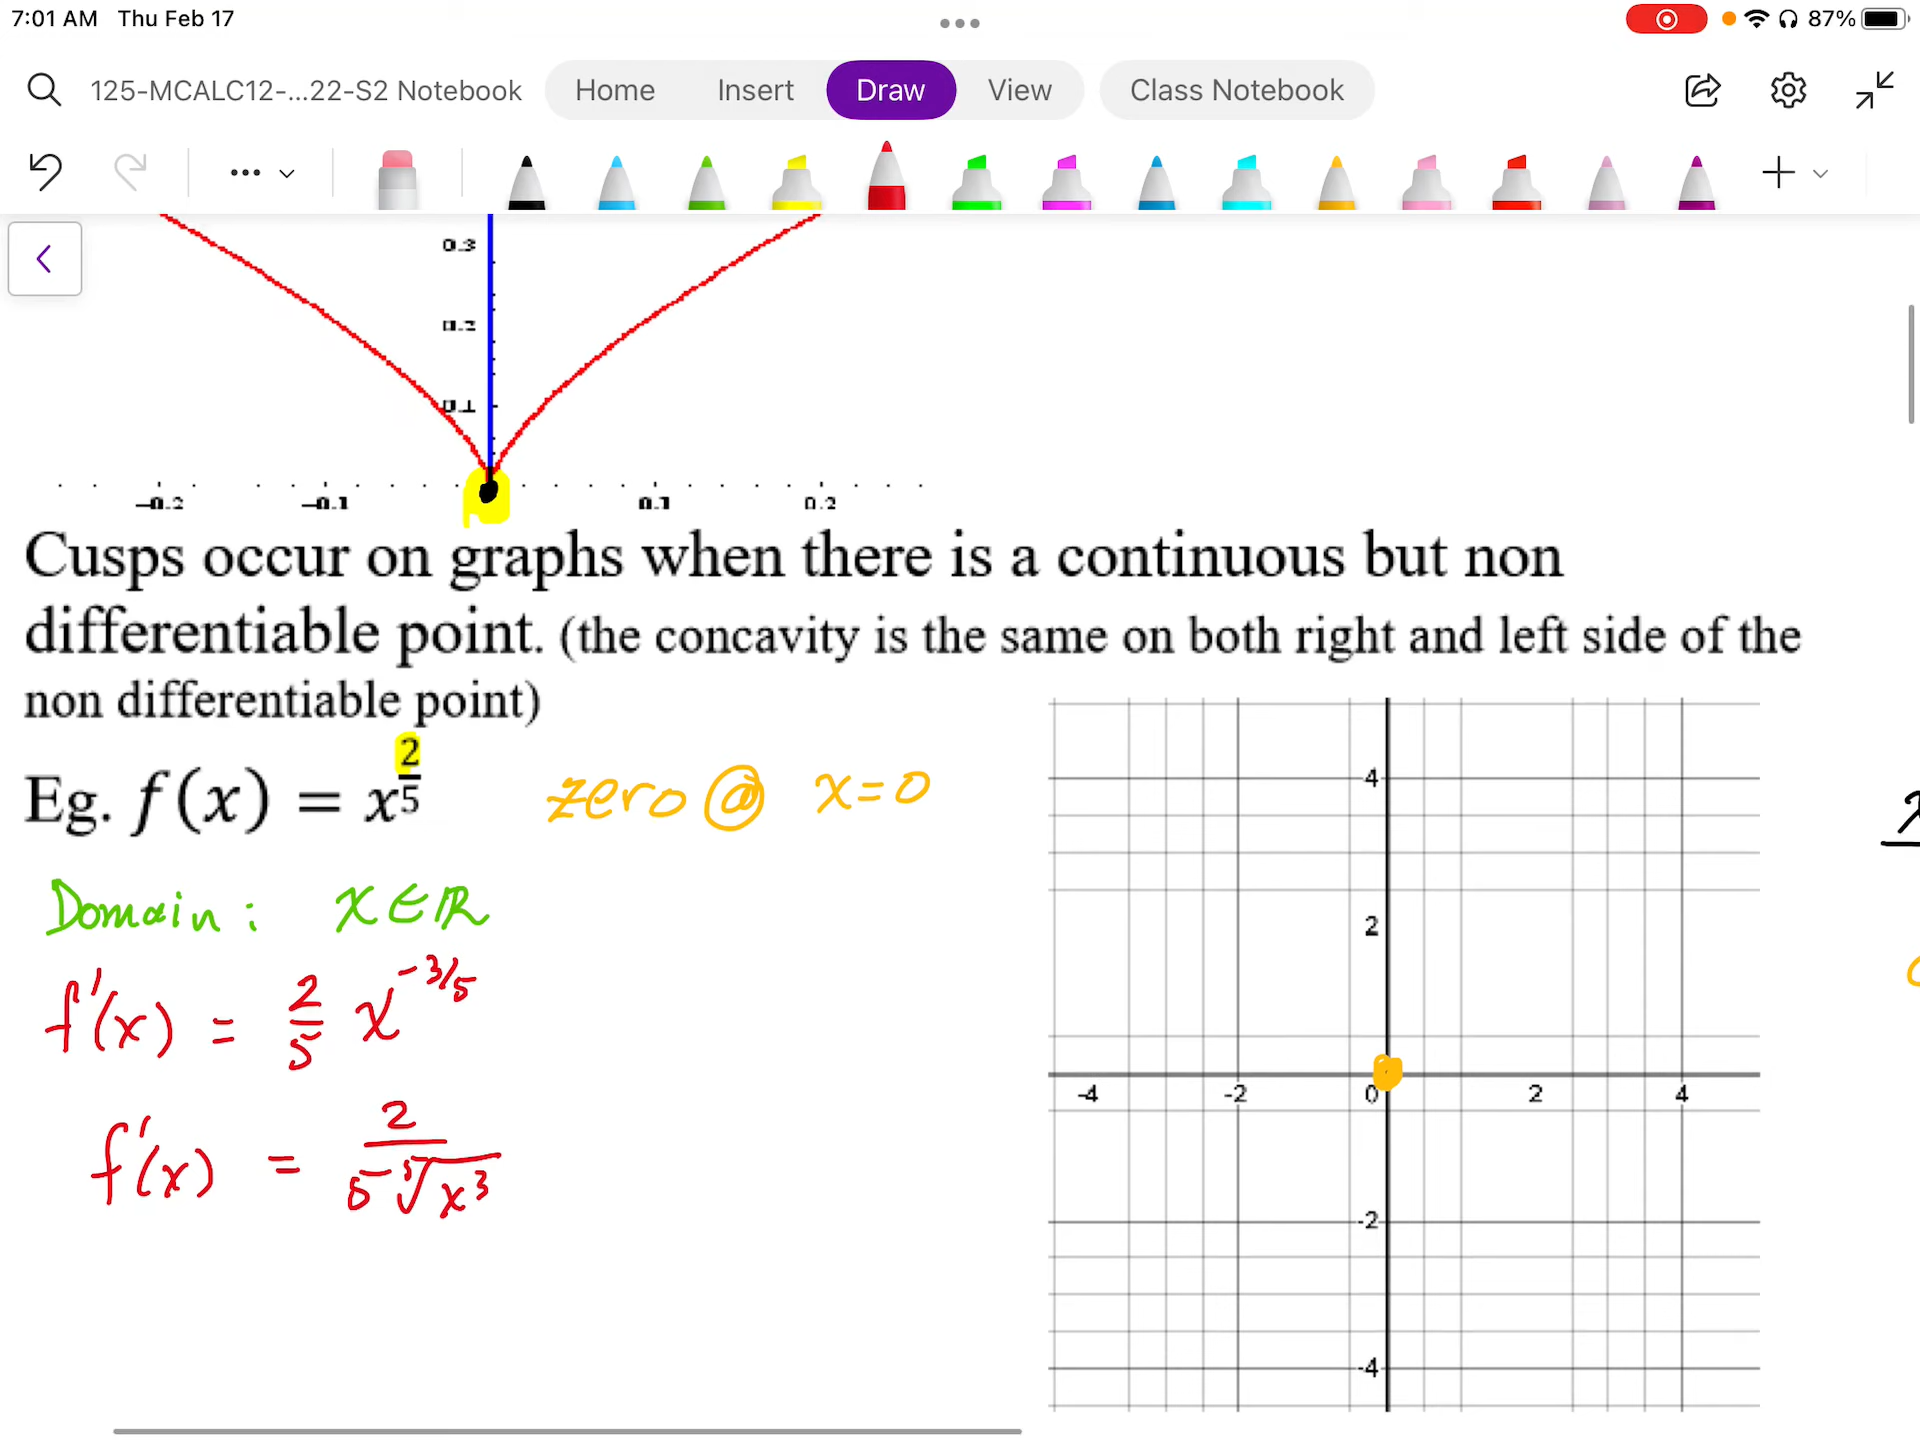 7:01 AM Thu Feb 17
87%
125-MCALC12-...22-S2 Notebook Home Insert Draw View Class Notebook
0.3
0.2
0.1
-0.2 -0.1 0.1 0.2
Cusps occur on graphs when there is a continuous but non
differentiable point. (the concavity is the same on both right and left side of the
non differentiable point)
Eg. f(x) = x^(2/5) zero @ x=0
Domain: x∈ℝ
f'(x) = 2/5 x^(-3/5)
f'(x) = 2/(5 ⁵√x³)
4
2
-4 -2 0 2 4
-2
-4
x